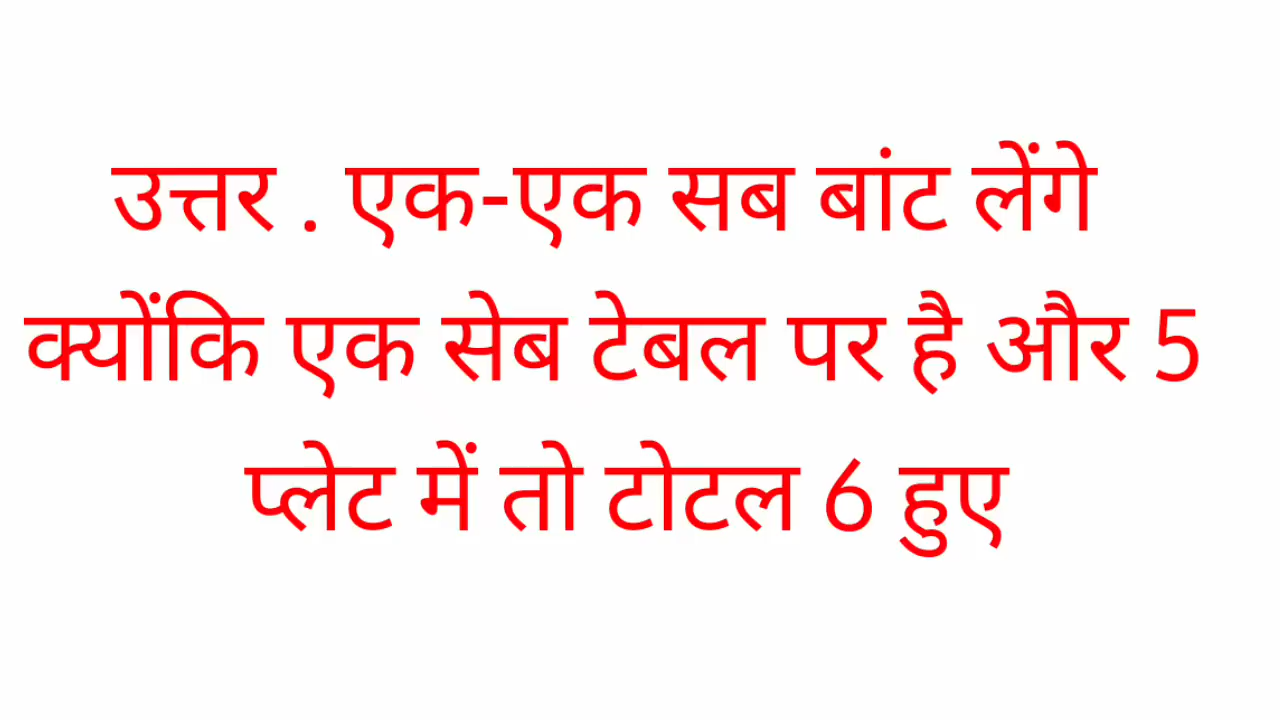 उत्तर . एक-एक सब बांट लेंगे
क्योंकि एक सेब टेबल पर है और 5
प्लेट में तो टोटल 6 हुए